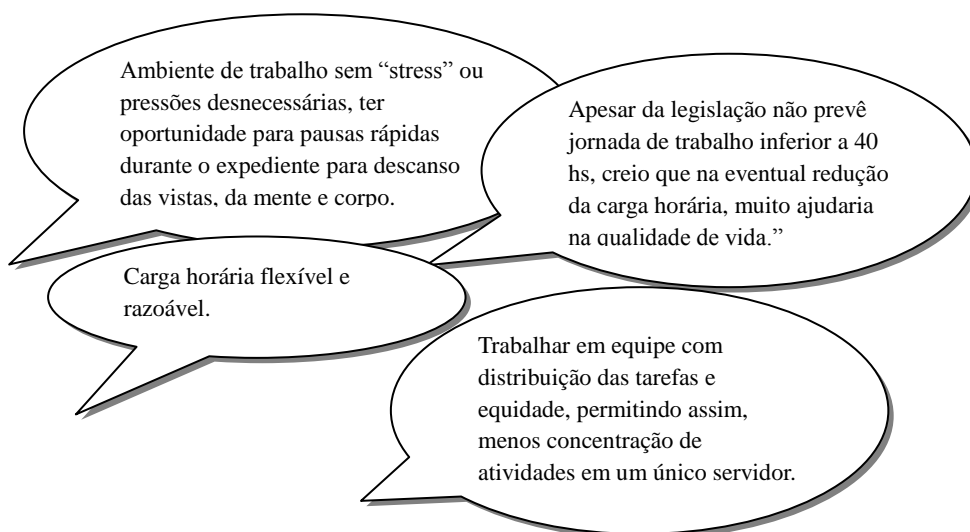 Ambiente de trabalho sem “stress” ou
pressões desnecessárias, ter
oportunidade para pausas rápidas
durante o expediente para descanso
das vistas, da mente e corpo.
Apesar da legislação não prevê
jornada de trabalho inferior a 40
hs, creio que na eventual redução
da carga horária, muito ajudaria
na qualidade de vida.”
Carga horária flexível e
razoável.
Trabalhar em equipe com
distribuição das tarefas e
equidade, permitindo assim,
menos concentração de
atividades em um único servidor.